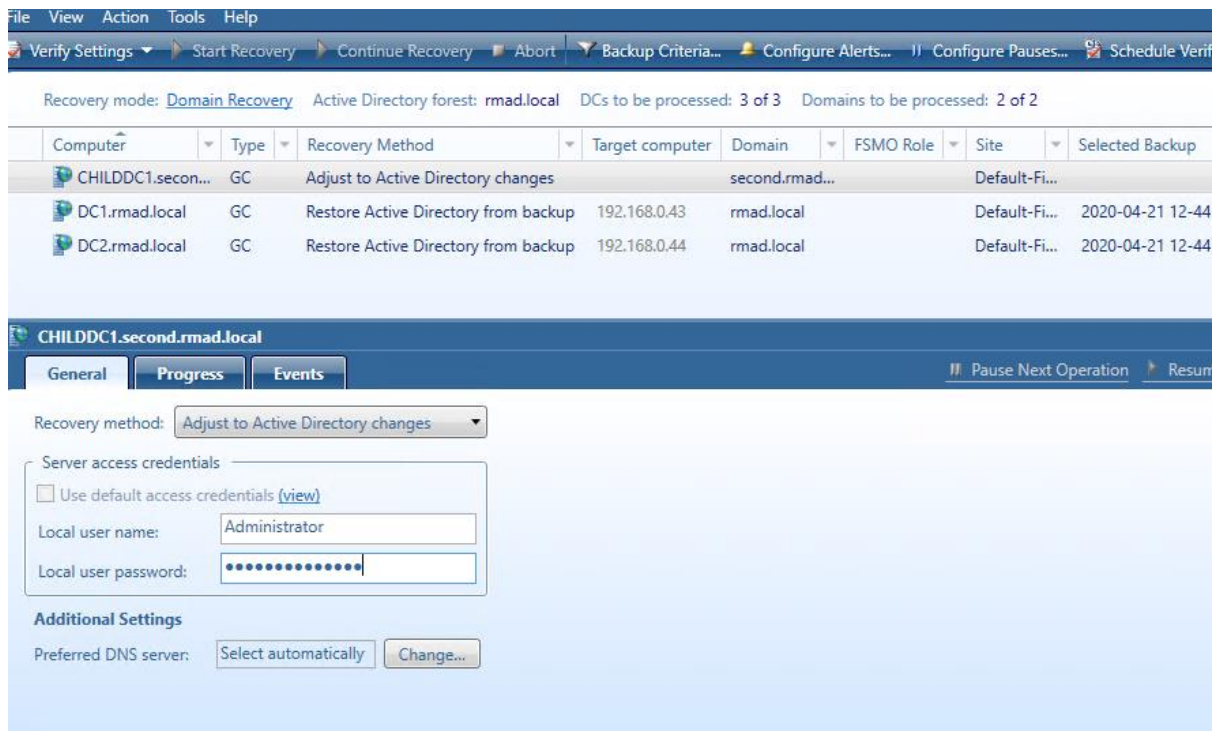 File View Action Tools Help
Verify Settings Start Recovery Continue Recovery Abort Backup Criteria... Configure Alerts... Configure Pauses... Schedule Verif
Recovery mode: Domain Recovery Active Directory forest: rmad.local DCs to be processed: 3 of 3 Domains to be processed: 2 of 2
Computer Type Recovery Method Target computer Domain FSMO Role Site Selected Backup
CHILDDC1.secon... GC Adjust to Active Directory changes second.rmad... Default-Fi...
DC1.rmad.local GC Restore Active Directory from backup 192.168.0.43 rmad.local Default-Fi... 2020-04-21 12-44
DC2.rmad.local GC Restore Active Directory from backup 192.168.0.44 rmad.local Default-Fi... 2020-04-21 12-44
CHILDDC1.second.rmad.local
General Progress Events Pause Next Operation Resum
Recovery method: Adjust to Active Directory changes
Server access credentials
Use default access credentials (view)
Local user name: Administrator
Local user password: ••••••••••••••
Additional Settings
Preferred DNS server: Select automatically Change...